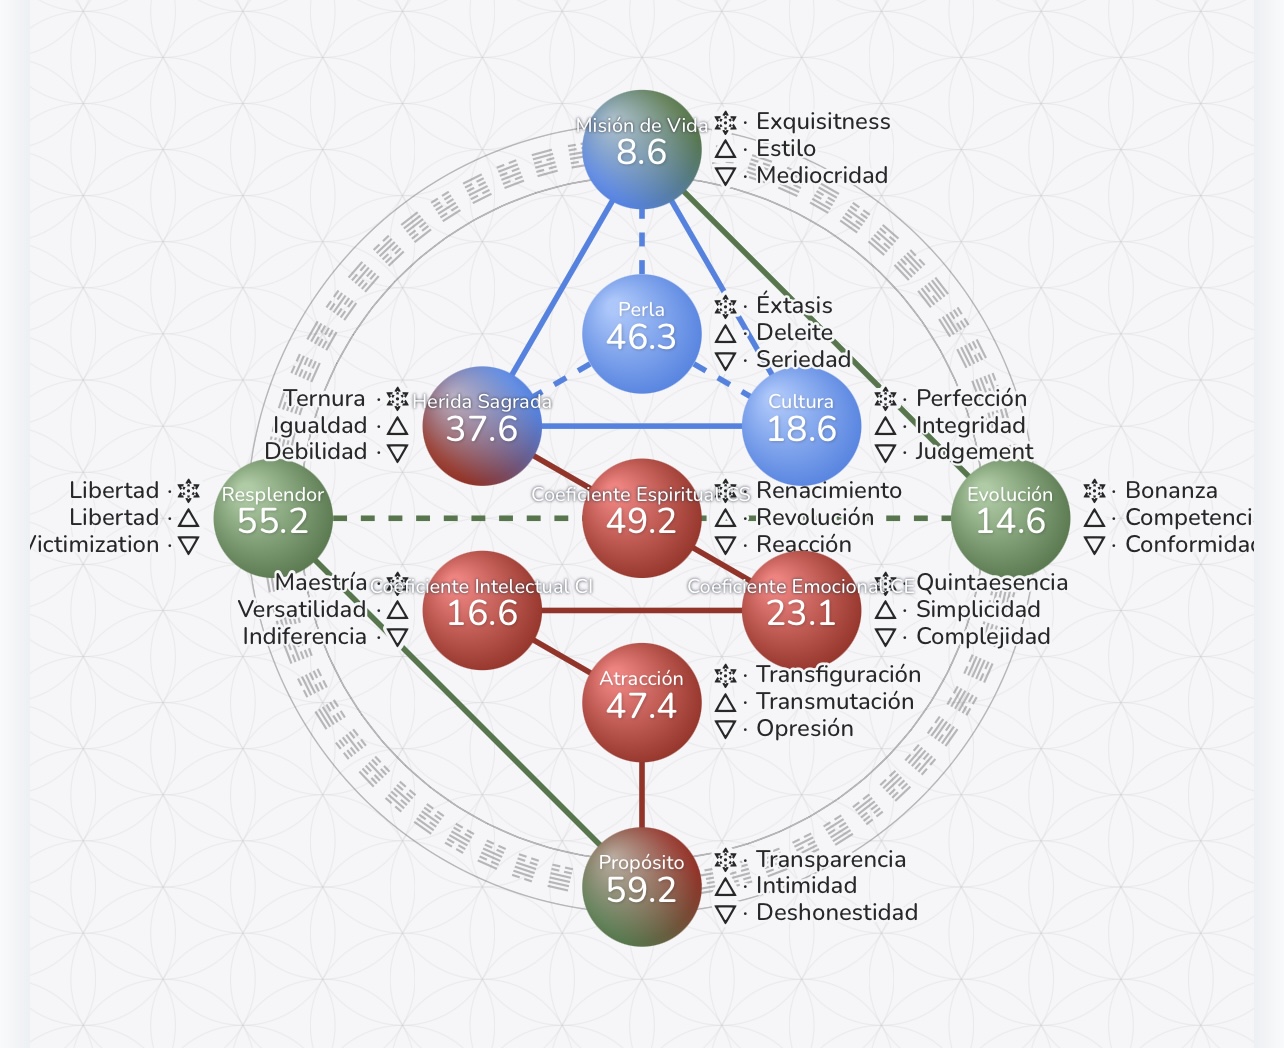 Misión de Vida
8.6
· Exquisitness
· Estilo
· Mediocridad
Perla
46.3
· Éxtasis
· Deleite
· Seriedad
Ternura ·
Igualdad ·
Debilidad ·
Herida Sagrada
37.6
Cultura
18.6
· Perfección
· Integridad
· Judgement
Libertad ·
Libertad ·
Victimization ·
Resplendor
55.2
Coeficiente Espiritual CS
49.2
· Renacimiento
· Revolución
· Reacción
Evolución
14.6
· Bonanza
· Competenci
· Conformidad
Maestría ·
Versatilidad ·
Indiferencia ·
Coeficiente Intelectual CI
16.6
Coeficiente Emocional CE
23.1
· Quintaesencia
· Simplicidad
· Complejidad
Atracción
47.4
· Transfiguración
· Transmutación
· Opresión
Propósito
59.2
· Transparencia
· Intimidad
· Deshonestidad